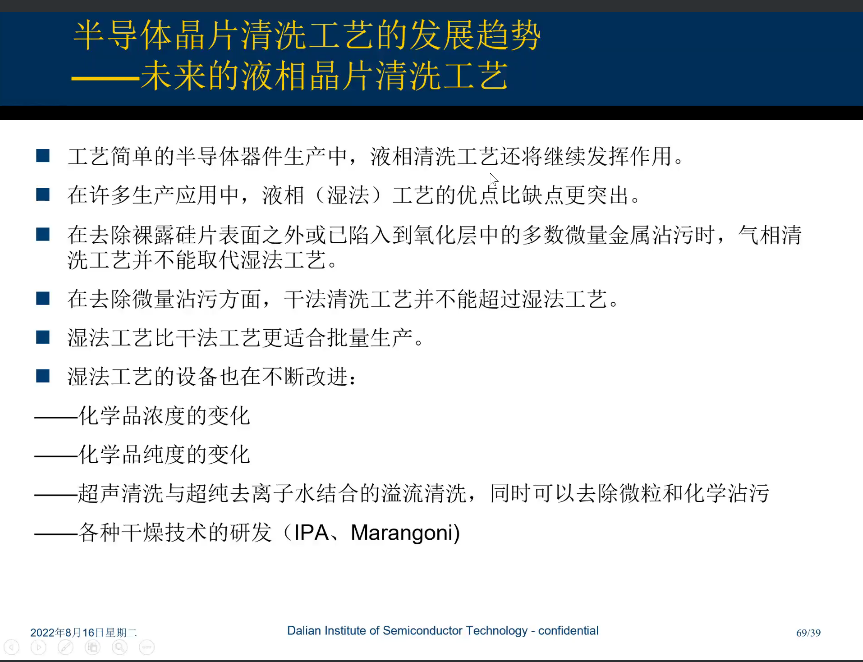 半导体晶片清洗工艺的发展趋势
——未来的液相晶片清洗工艺
■ 工艺简单的半导体器件生产中，液相清洗工艺还将继续发挥作用。
■ 在许多生产应用中，液相（湿法）工艺的优点比缺点更突出。
■ 在去除裸露硅片表面之外或已陷入到氧化层中的多数微量金属沾污时，气相清
洗工艺并不能取代湿法工艺。
■ 在去除微量沾污方面，干法清洗工艺并不能超过湿法工艺。
■ 湿法工艺比干法工艺更适合批量生产。
■ 湿法工艺的设备也在不断改进：
——化学品浓度的变化
——化学品纯度的变化
——超声清洗与超纯去离子水结合的溢流清洗，同时可以去除微粒和化学沾污
——各种干燥技术的研发（IPA、Marangoni)
2022年8月16日星期二
Dalian Institute of Semiconductor Technology - confidential
69/39